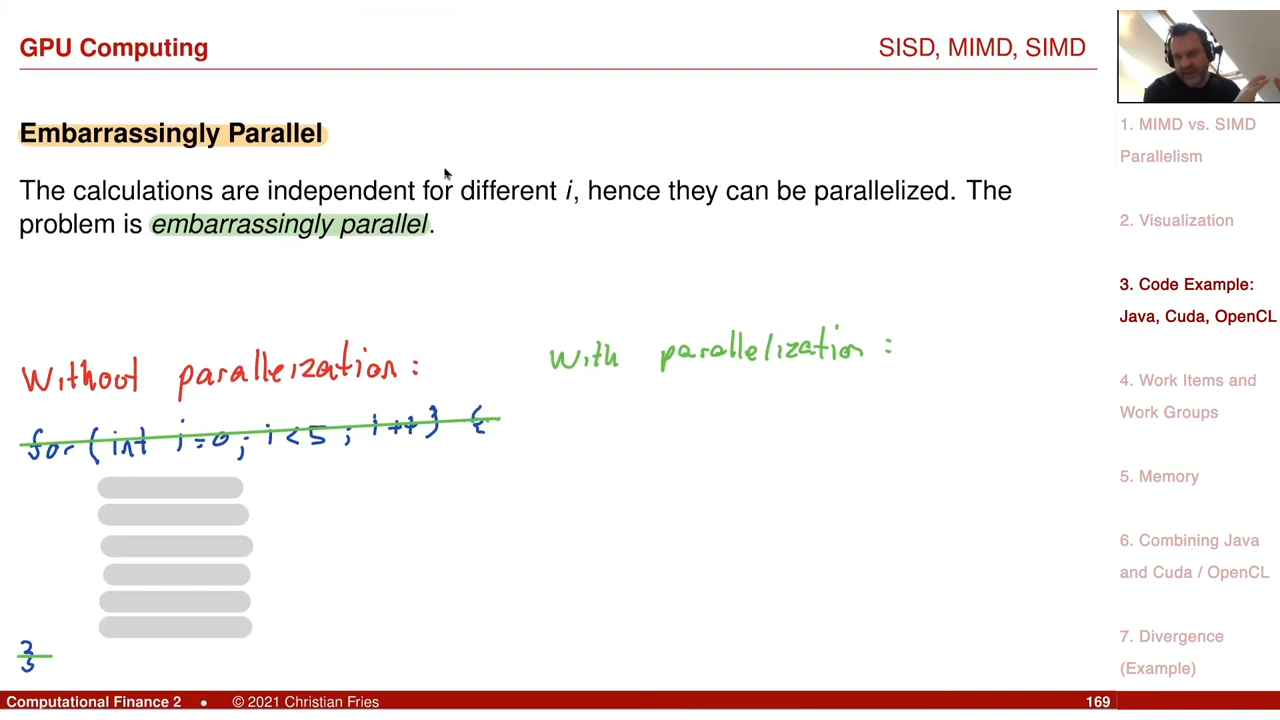 GPU Computing
SISD, MIMD, SIMD
Embarrassingly Parallel
The calculations are independent for different i, hence they can be parallelized. The
problem is embarrassingly parallel.
Without paralleization:
for (int i=0; i<5; i++) {
}
With parallelization:
1. MIMD vs. SIMD
Parallelism
2. Visualization
3. Code Example:
Java, Cuda, OpenCL
4. Work Items and
Work Groups
5. Memory
6. Combining Java
and Cuda / OpenCL
7. Divergence
(Example)
Computational Finance 2 • © 2021 Christian Fries
169